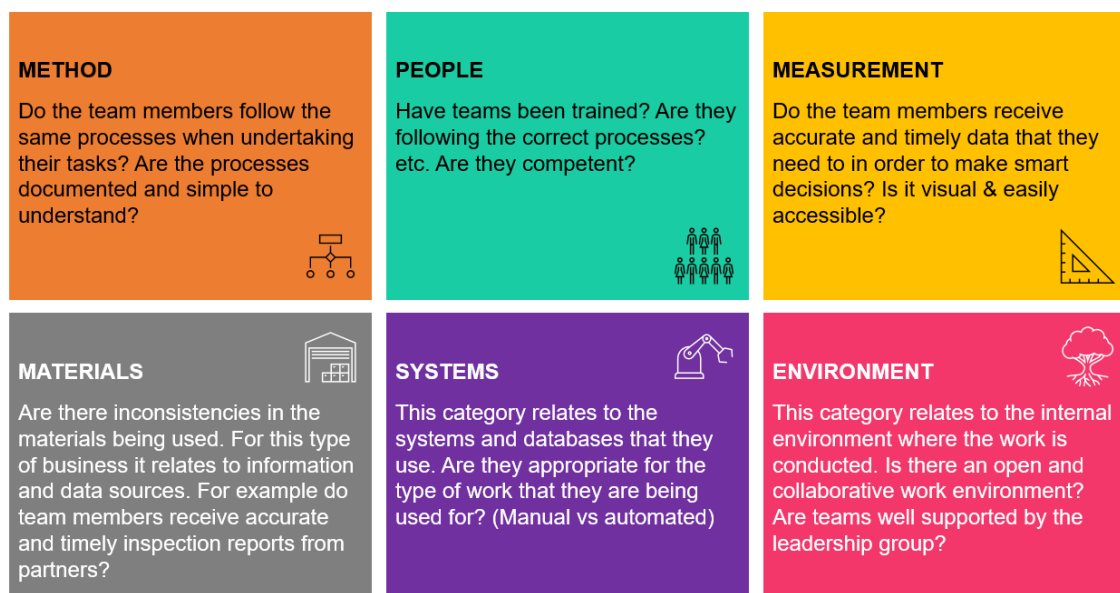 METHOD
Do the team members follow the
same processes when undertaking
their tasks? Are the processes
documented and simple to
understand?
PEOPLE
Have teams been trained? Are they
following the correct processes?
etc. Are they competent?
MEASUREMENT
Do the team members receive
accurate and timely data that they
need to in order to make smart
decisions? Is it visual & easily
accessible?
MATERIALS
Are there inconsistencies in the
materials being used. For this type
of business it relates to information
and data sources. For example do
team members receive accurate
and timely inspection reports from
partners?
SYSTEMS
This category relates to the
systems and databases that they
use. Are they appropriate for the
type of work that they are being
used for? (Manual vs automated)
ENVIRONMENT
This category relates to the internal
environment where the work is
conducted. Is there an open and
collaborative work environment?
Are teams well supported by the
leadership group?